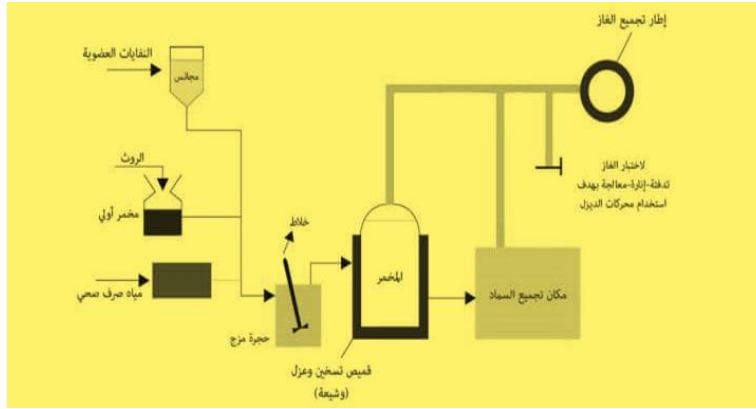 إطار تجميع الغاز
النفايات العضوية
مجانس
الروث
مخمر أولي
مياه صرف صحي
خلاط
حجرة مزج
المخمر
قميص تسخين وعزل
(وشيعة)
مكان تجميع السماد
لاختبار الغاز
تدفئة-إنارة-معالجة بهدف
استخدام محركات الديزل